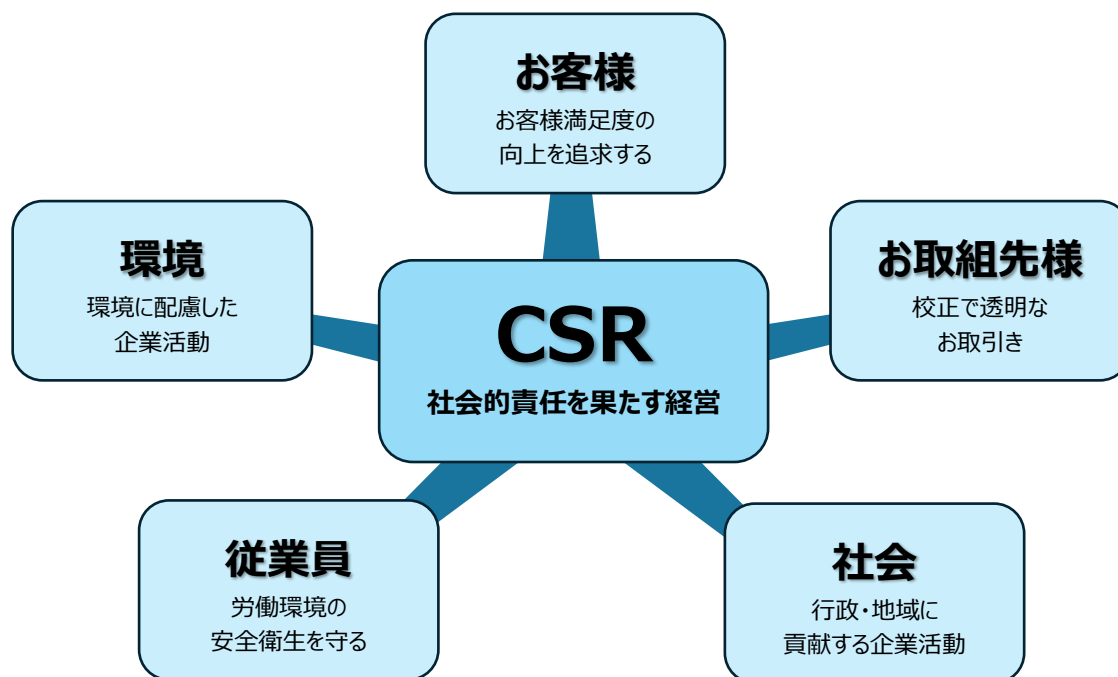 お客様
お客様満足度の
向上を追求する
環境
環境に配慮した
企業活動
お取組先様
校正で透明な
お取引き
CSR
社会的責任を果たす経営
従業員
労働環境の
安全衛生を守る
社会
行政・地域に
貢献する企業活動